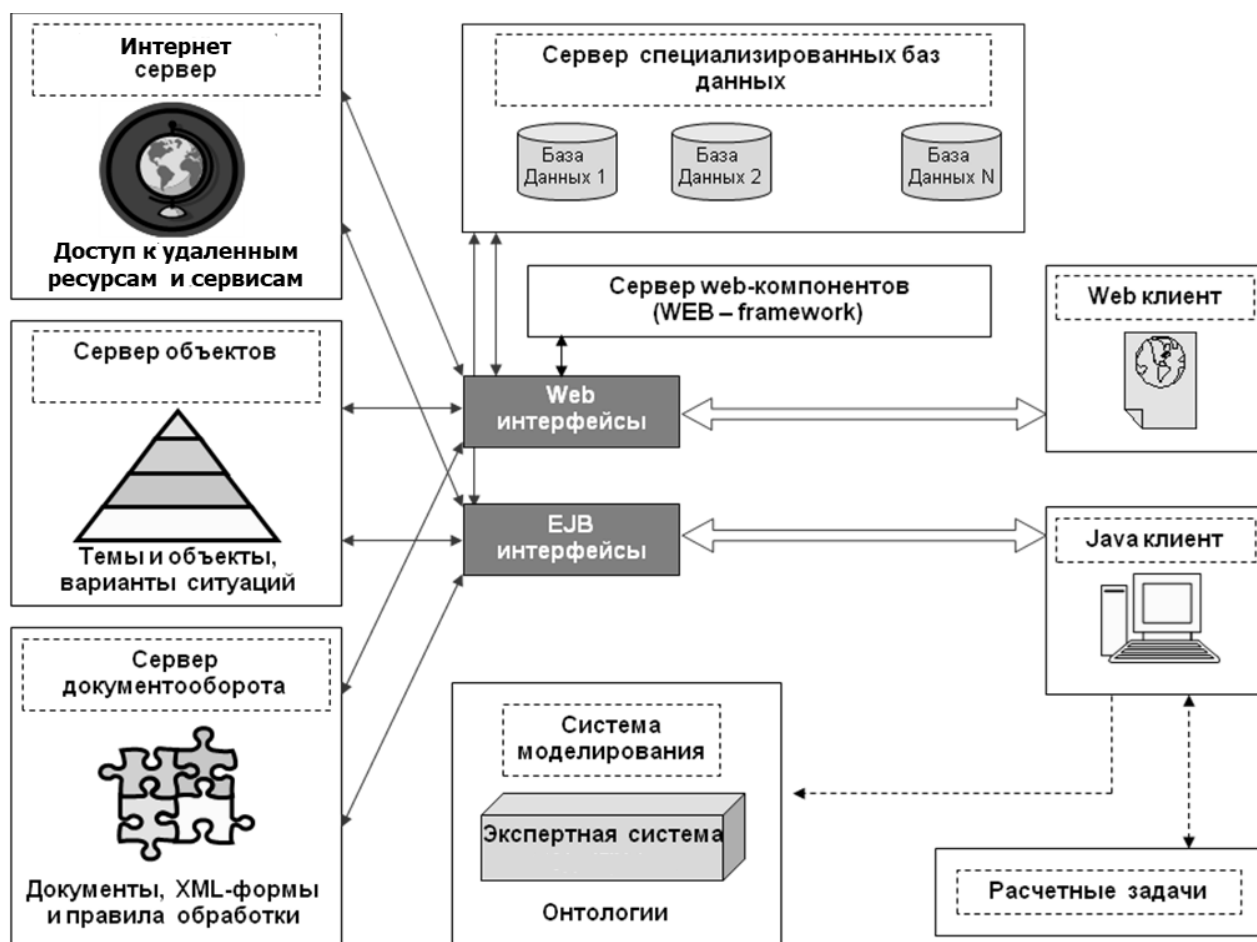 Интернет
сервер
Доступ к удаленным
ресурсам и сервисам
Сервер объектов
Темы и объекты,
варианты ситуаций
Сервер
документооборота
Документы, XML-формы
и правила обработки
Сервер специализированных баз
данных
База
Данных 1
База
Данных 2
База
Данных N
Сервер web-компонентов
(WEB – framework)
Web
интерфейсы
EJB
интерфейсы
Система
моделирования
Экспертная система
Онтологии
Web клиент
Java клиент
Расчетные задачи